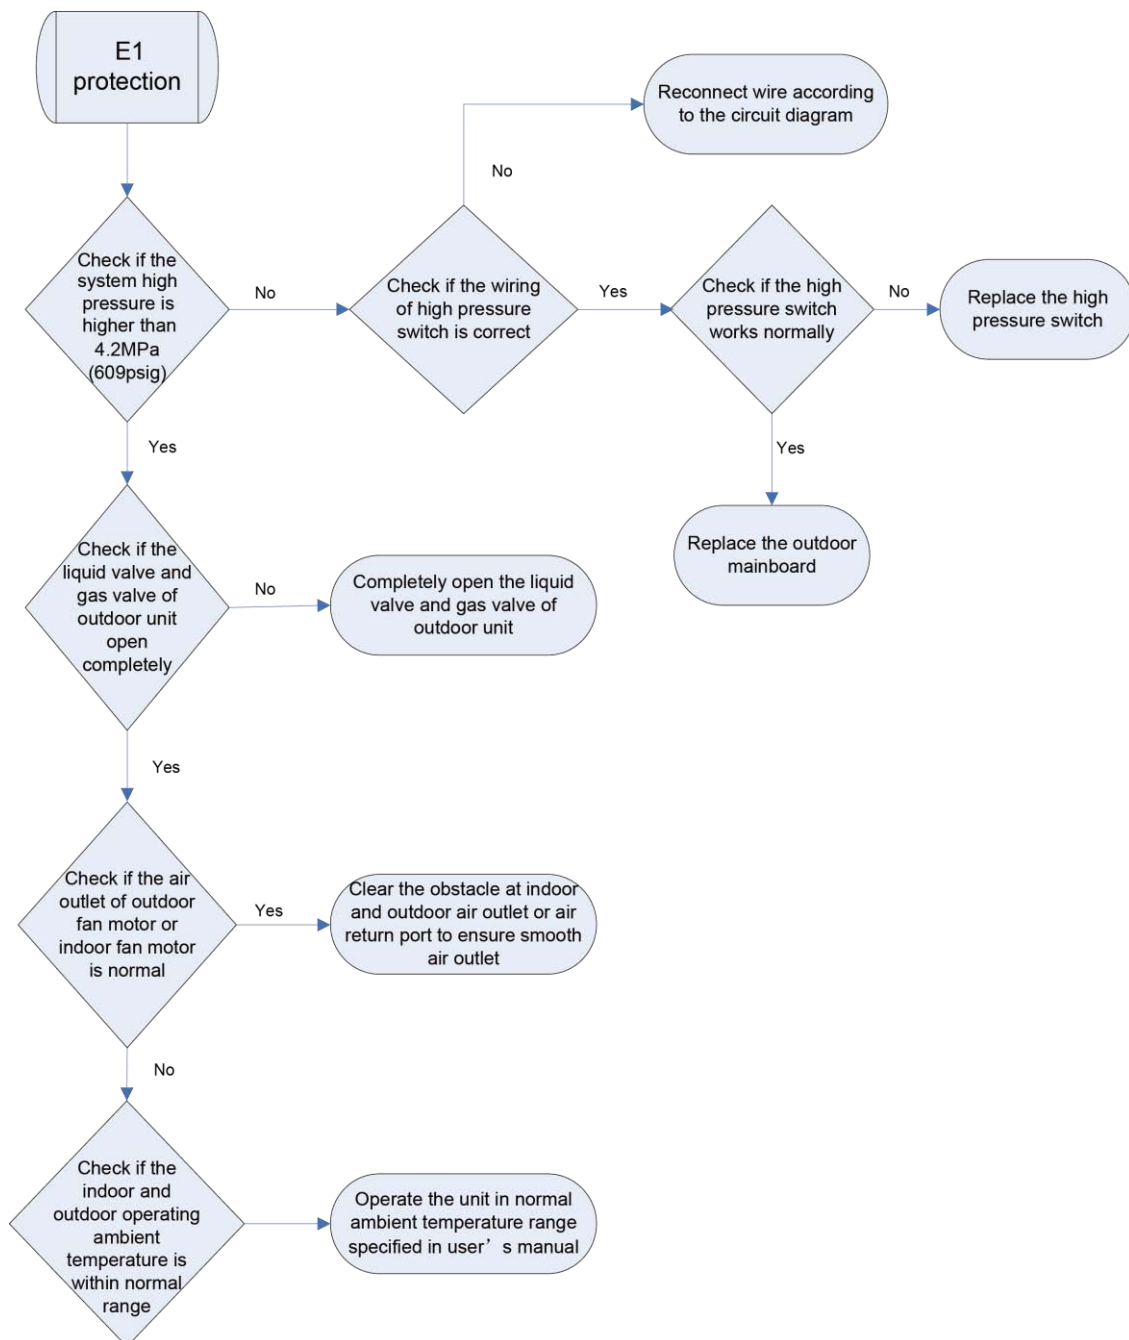 E1
protection
Reconnect wire according
to the circuit diagram
No
Check if the
system high
pressure is
higher than
4.2MPa
(609psig)
No
Check if the wiring
of high pressure
switch is correct
Yes
Check if the high
pressure switch
works normally
No
Replace the high
pressure switch
Yes
Yes
Replace the outdoor
mainboard
Check if the
liquid valve and
gas valve of
outdoor unit
open
completely
No
Completely open the liquid
valve and gas valve of
outdoor unit
Yes
Check if the air
outlet of outdoor
fan motor or
indoor fan motor
is normal
Yes
Clear the obstacle at indoor
and outdoor air outlet or air
return port to ensure smooth
air outlet
No
Check if the
indoor and
outdoor operating
ambient
temperature is
within normal
range
Operate the unit in normal
ambient temperature range
specified in user’ s manual